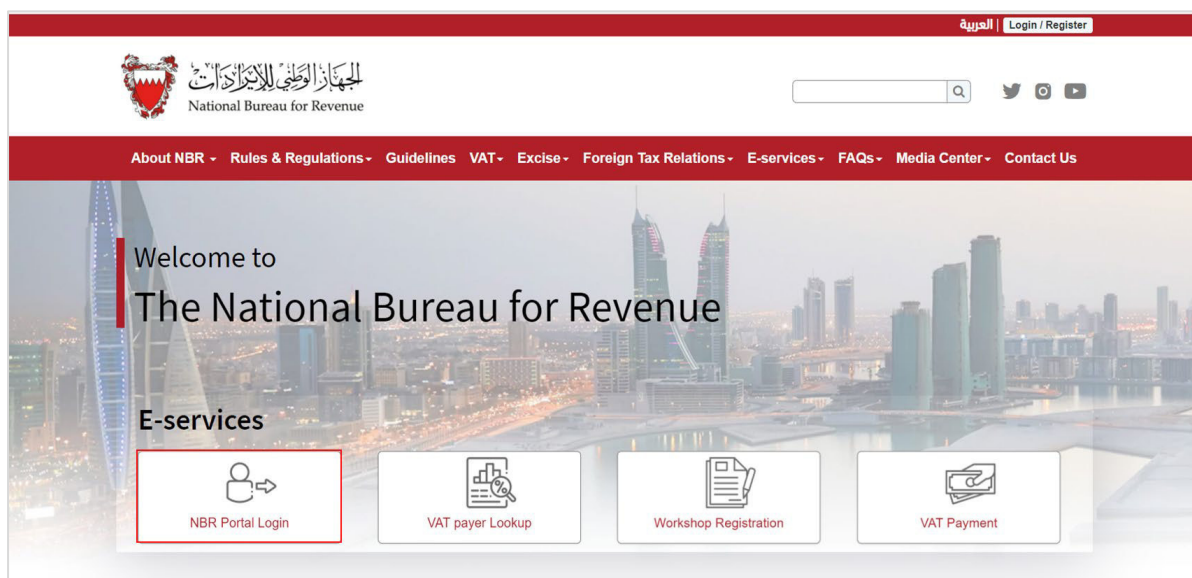 العربية | Login / Register
الجهاز الوطني للإيرادات
National Bureau for Revenue
About NBR Rules & Regulations Guidelines VAT Excise Foreign Tax Relations E-services FAQs Media Center Contact Us
Welcome to
The National Bureau for Revenue
E-services
NBR Portal Login
VAT payer Lookup
Workshop Registration
VAT Payment